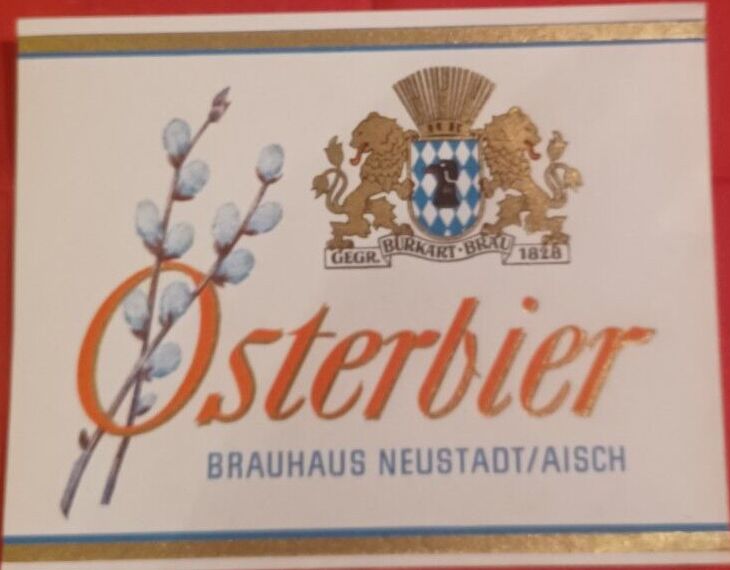 GEGR. BURKART·BRÄU 1828
Osterbier
BRAUHAUS NEUSTADT/AISCH